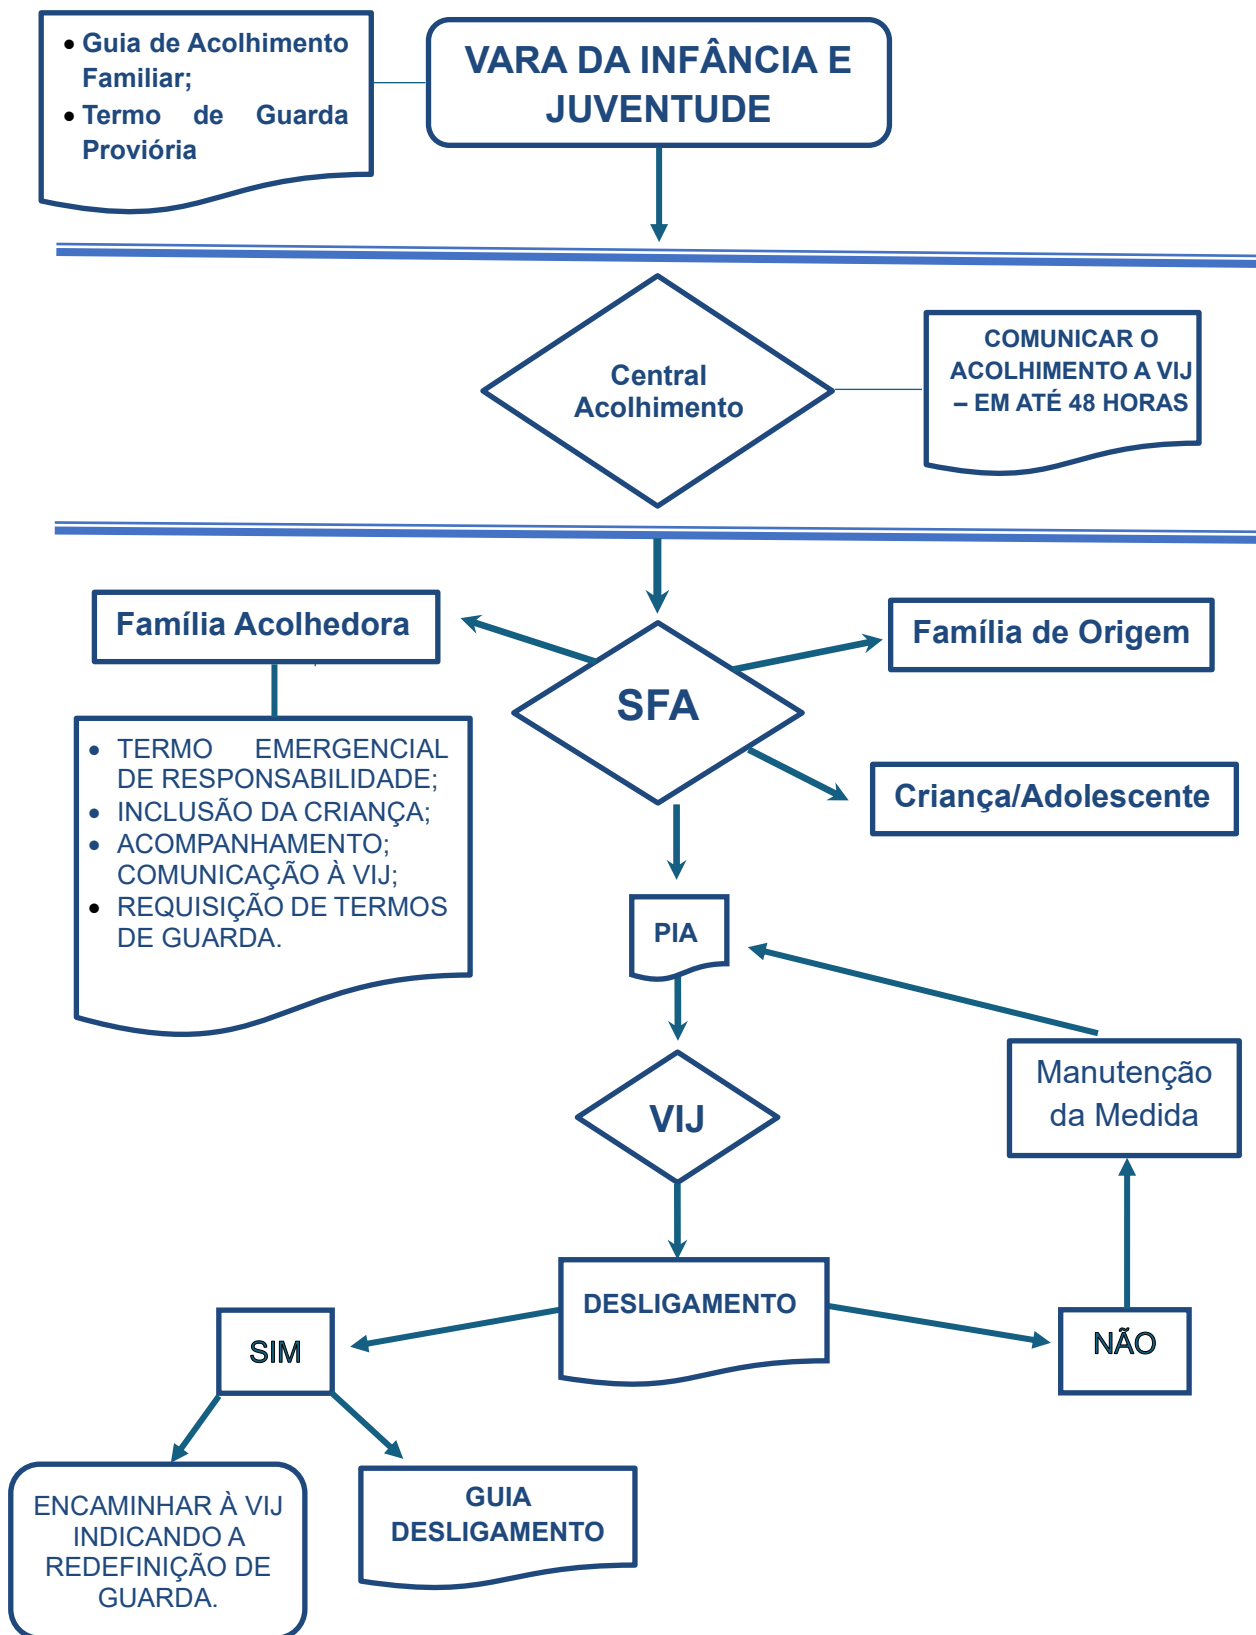 • Guia de Acolhimento
Familiar;
• Termo de Guarda
Proviória
VARA DA INFÂNCIA E
JUVENTUDE
Central
Acolhimento
COMUNICAR O
ACOLHIMENTO A VIJ
– EM ATÉ 48 HORAS
Família Acolhedora
SFA
Família de Origem
• TERMO EMERGENCIAL
DE RESPONSABILIDADE;
• INCLUSÃO DA CRIANÇA;
• ACOMPANHAMENTO;
COMUNICAÇÃO À VIJ;
• REQUISIÇÃO DE TERMOS
DE GUARDA.
Criança/Adolescente
PIA
Manutenção
da Medida
VIJ
DESLIGAMENTO
SIM
NÃO
ENCAMINHAR À VIJ
INDICANDO A
REDEFINIÇÃO DE
GUARDA.
GUIA
DESLIGAMENTO